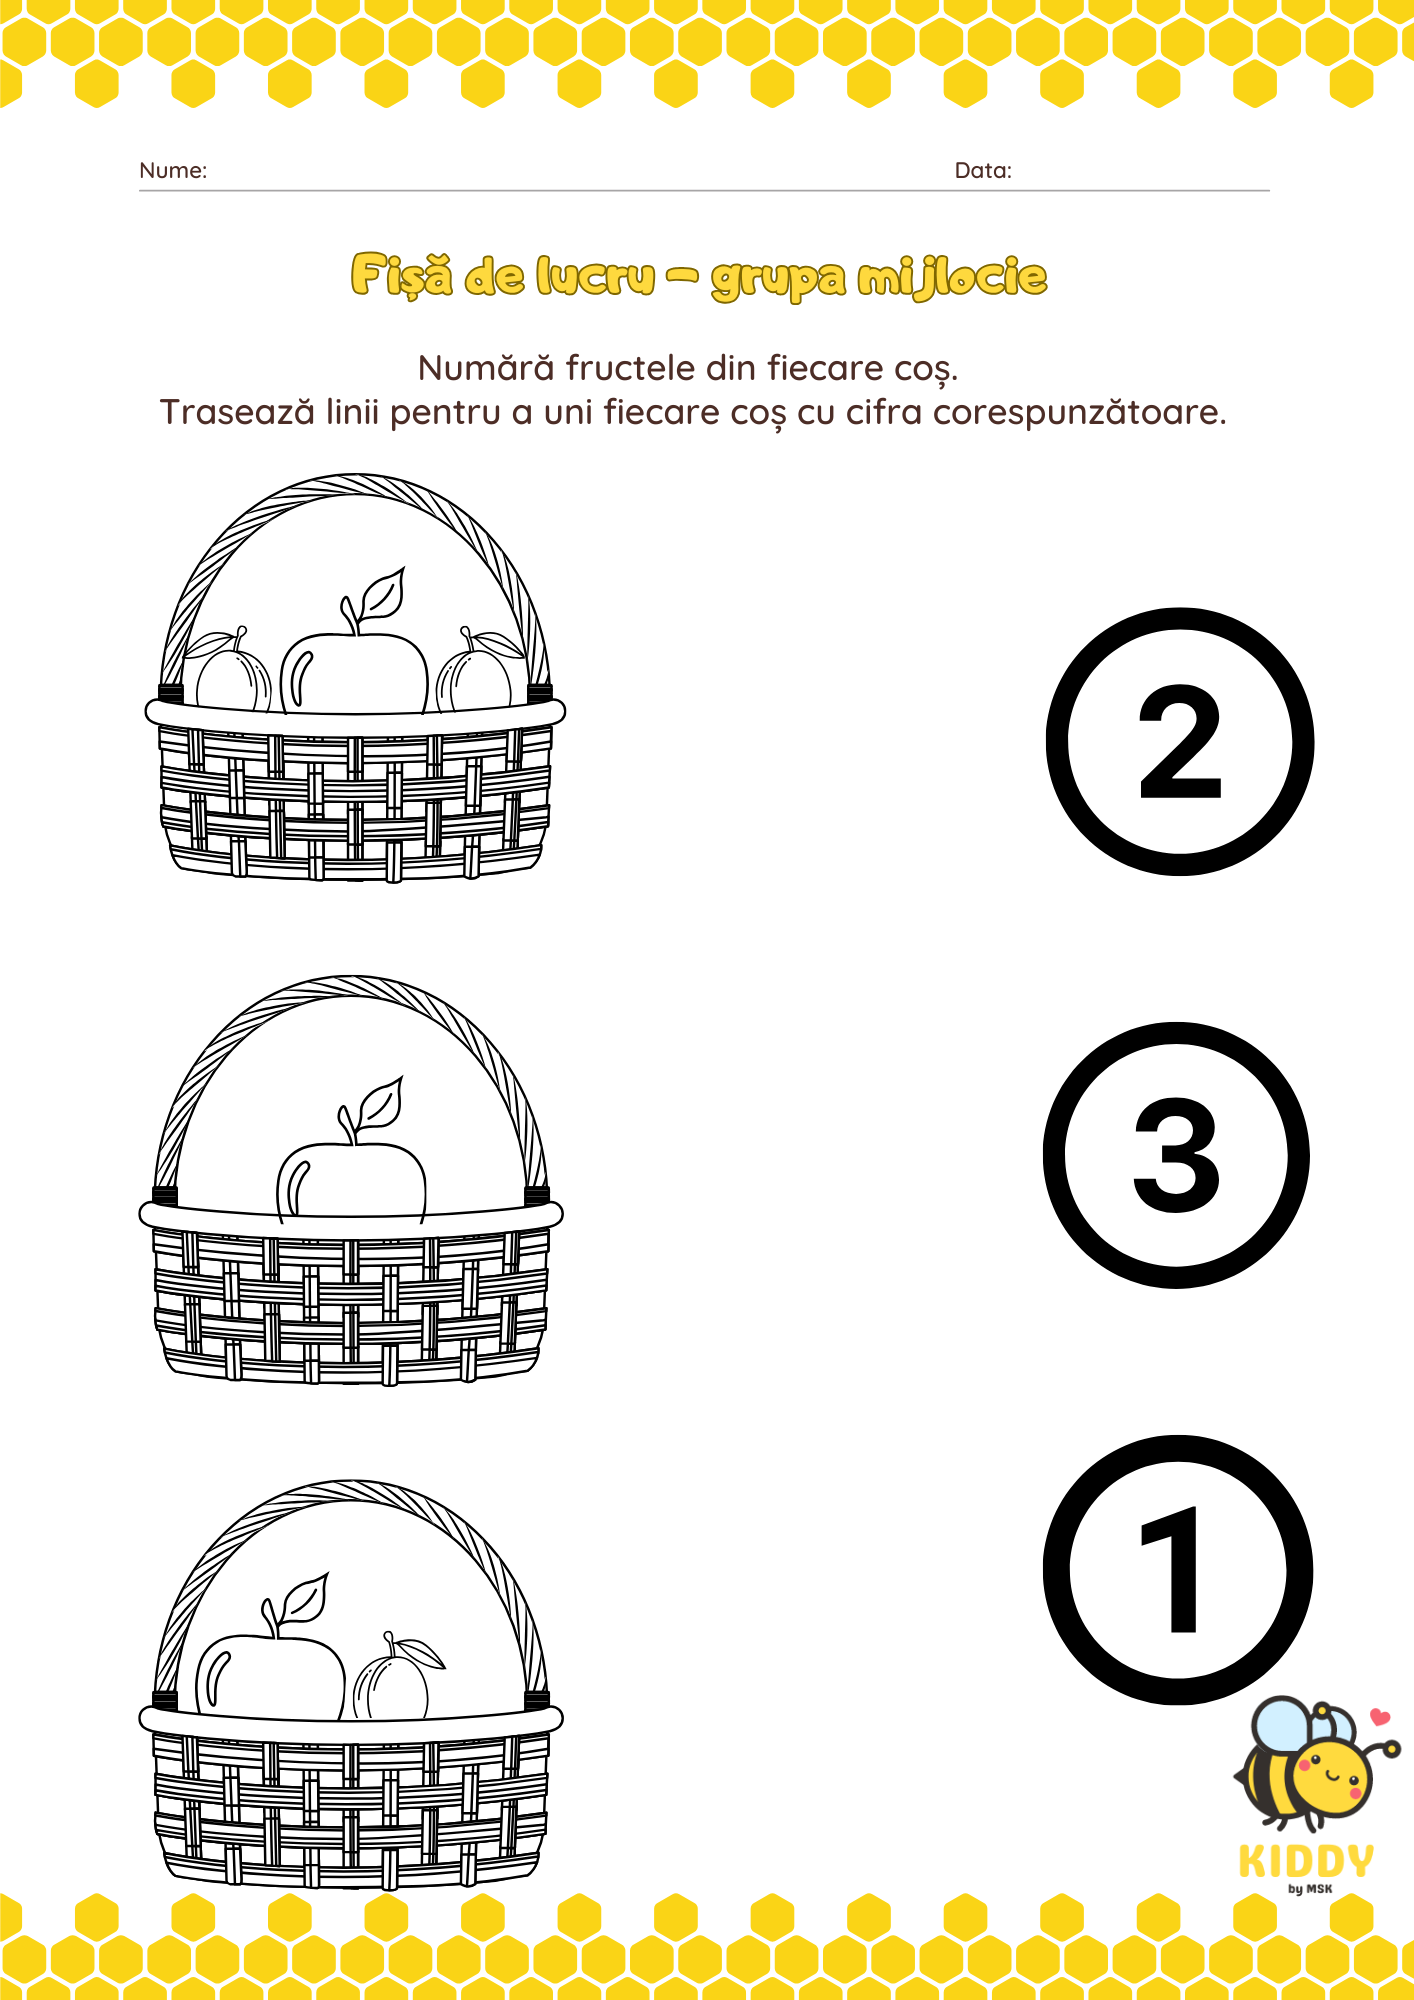 Nume: Data:
Fișă de lucru - grupa mijlocie
Numără fructele din fiecare coș.
Trasează linii pentru a uni fiecare coș cu cifra corespunzătoare.
2
3
1
KIDDY
by MSK